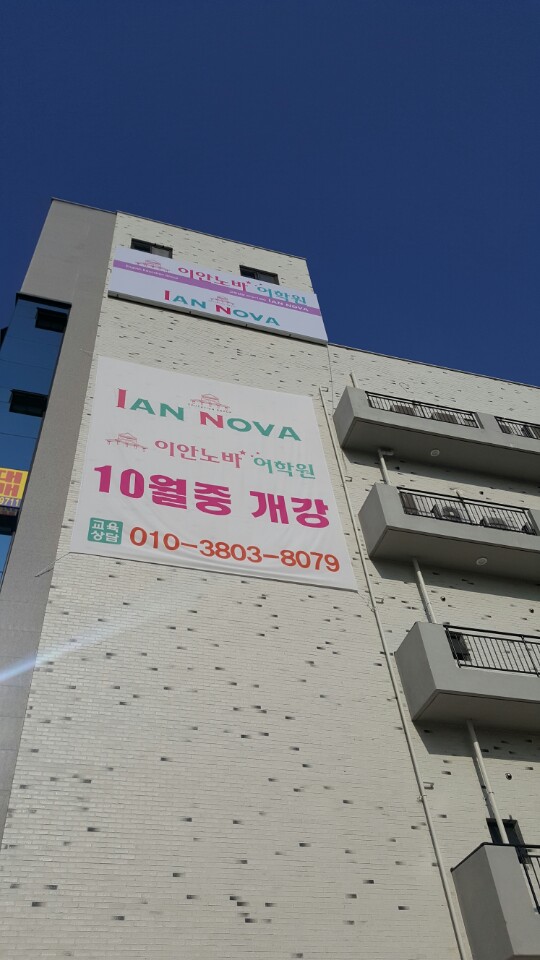 이안노바 어학원
IAN NOVA
IAN NOVA
이안노바 어학원
10월중 개강
교육
상담 010-3803-8079